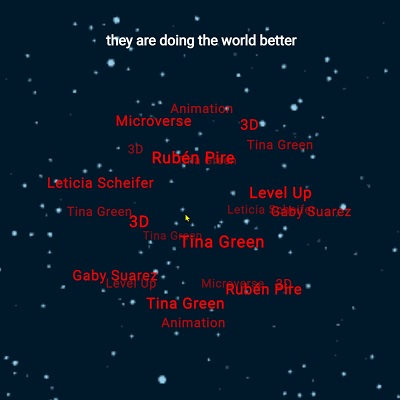 they are doing the world better
Animation
Microverse
3D
Tina Green
3D
Rubén Pire
Leticia Scheifer
Level Up
Tina Green
Leticia Scheifer
Gaby Suarez
3D
Tina Green
Tina Green
Gaby Suarez
Level Up
Microverse
3D
Rubén Pire
Tina Green
Animation